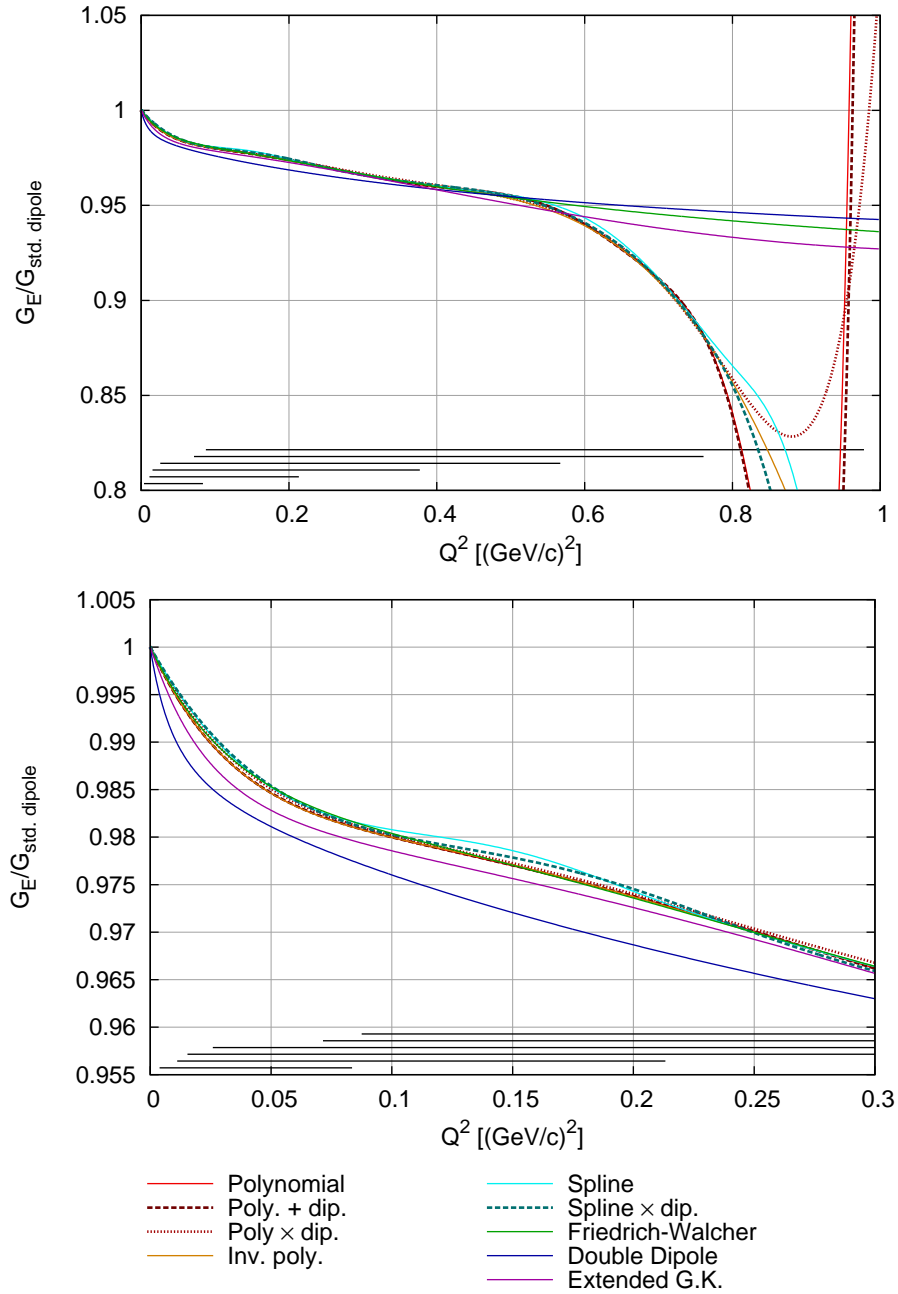 1.05
1
0.95
0.9
0.85
0.8
G_E/G_std. dipole
0 0.2 0.4 0.6 0.8 1
Q^2 [(GeV/c)^2]
1.005
1
0.995
0.99
0.985
0.98
0.975
0.97
0.965
0.96
0.955
G_E/G_std. dipole
0 0.05 0.1 0.15 0.2 0.25 0.3
Q^2 [(GeV/c)^2]
Polynomial
Poly. + dip.
Poly × dip.
Inv. poly.
Spline
Spline × dip.
Friedrich-Walcher
Double Dipole
Extended G.K.